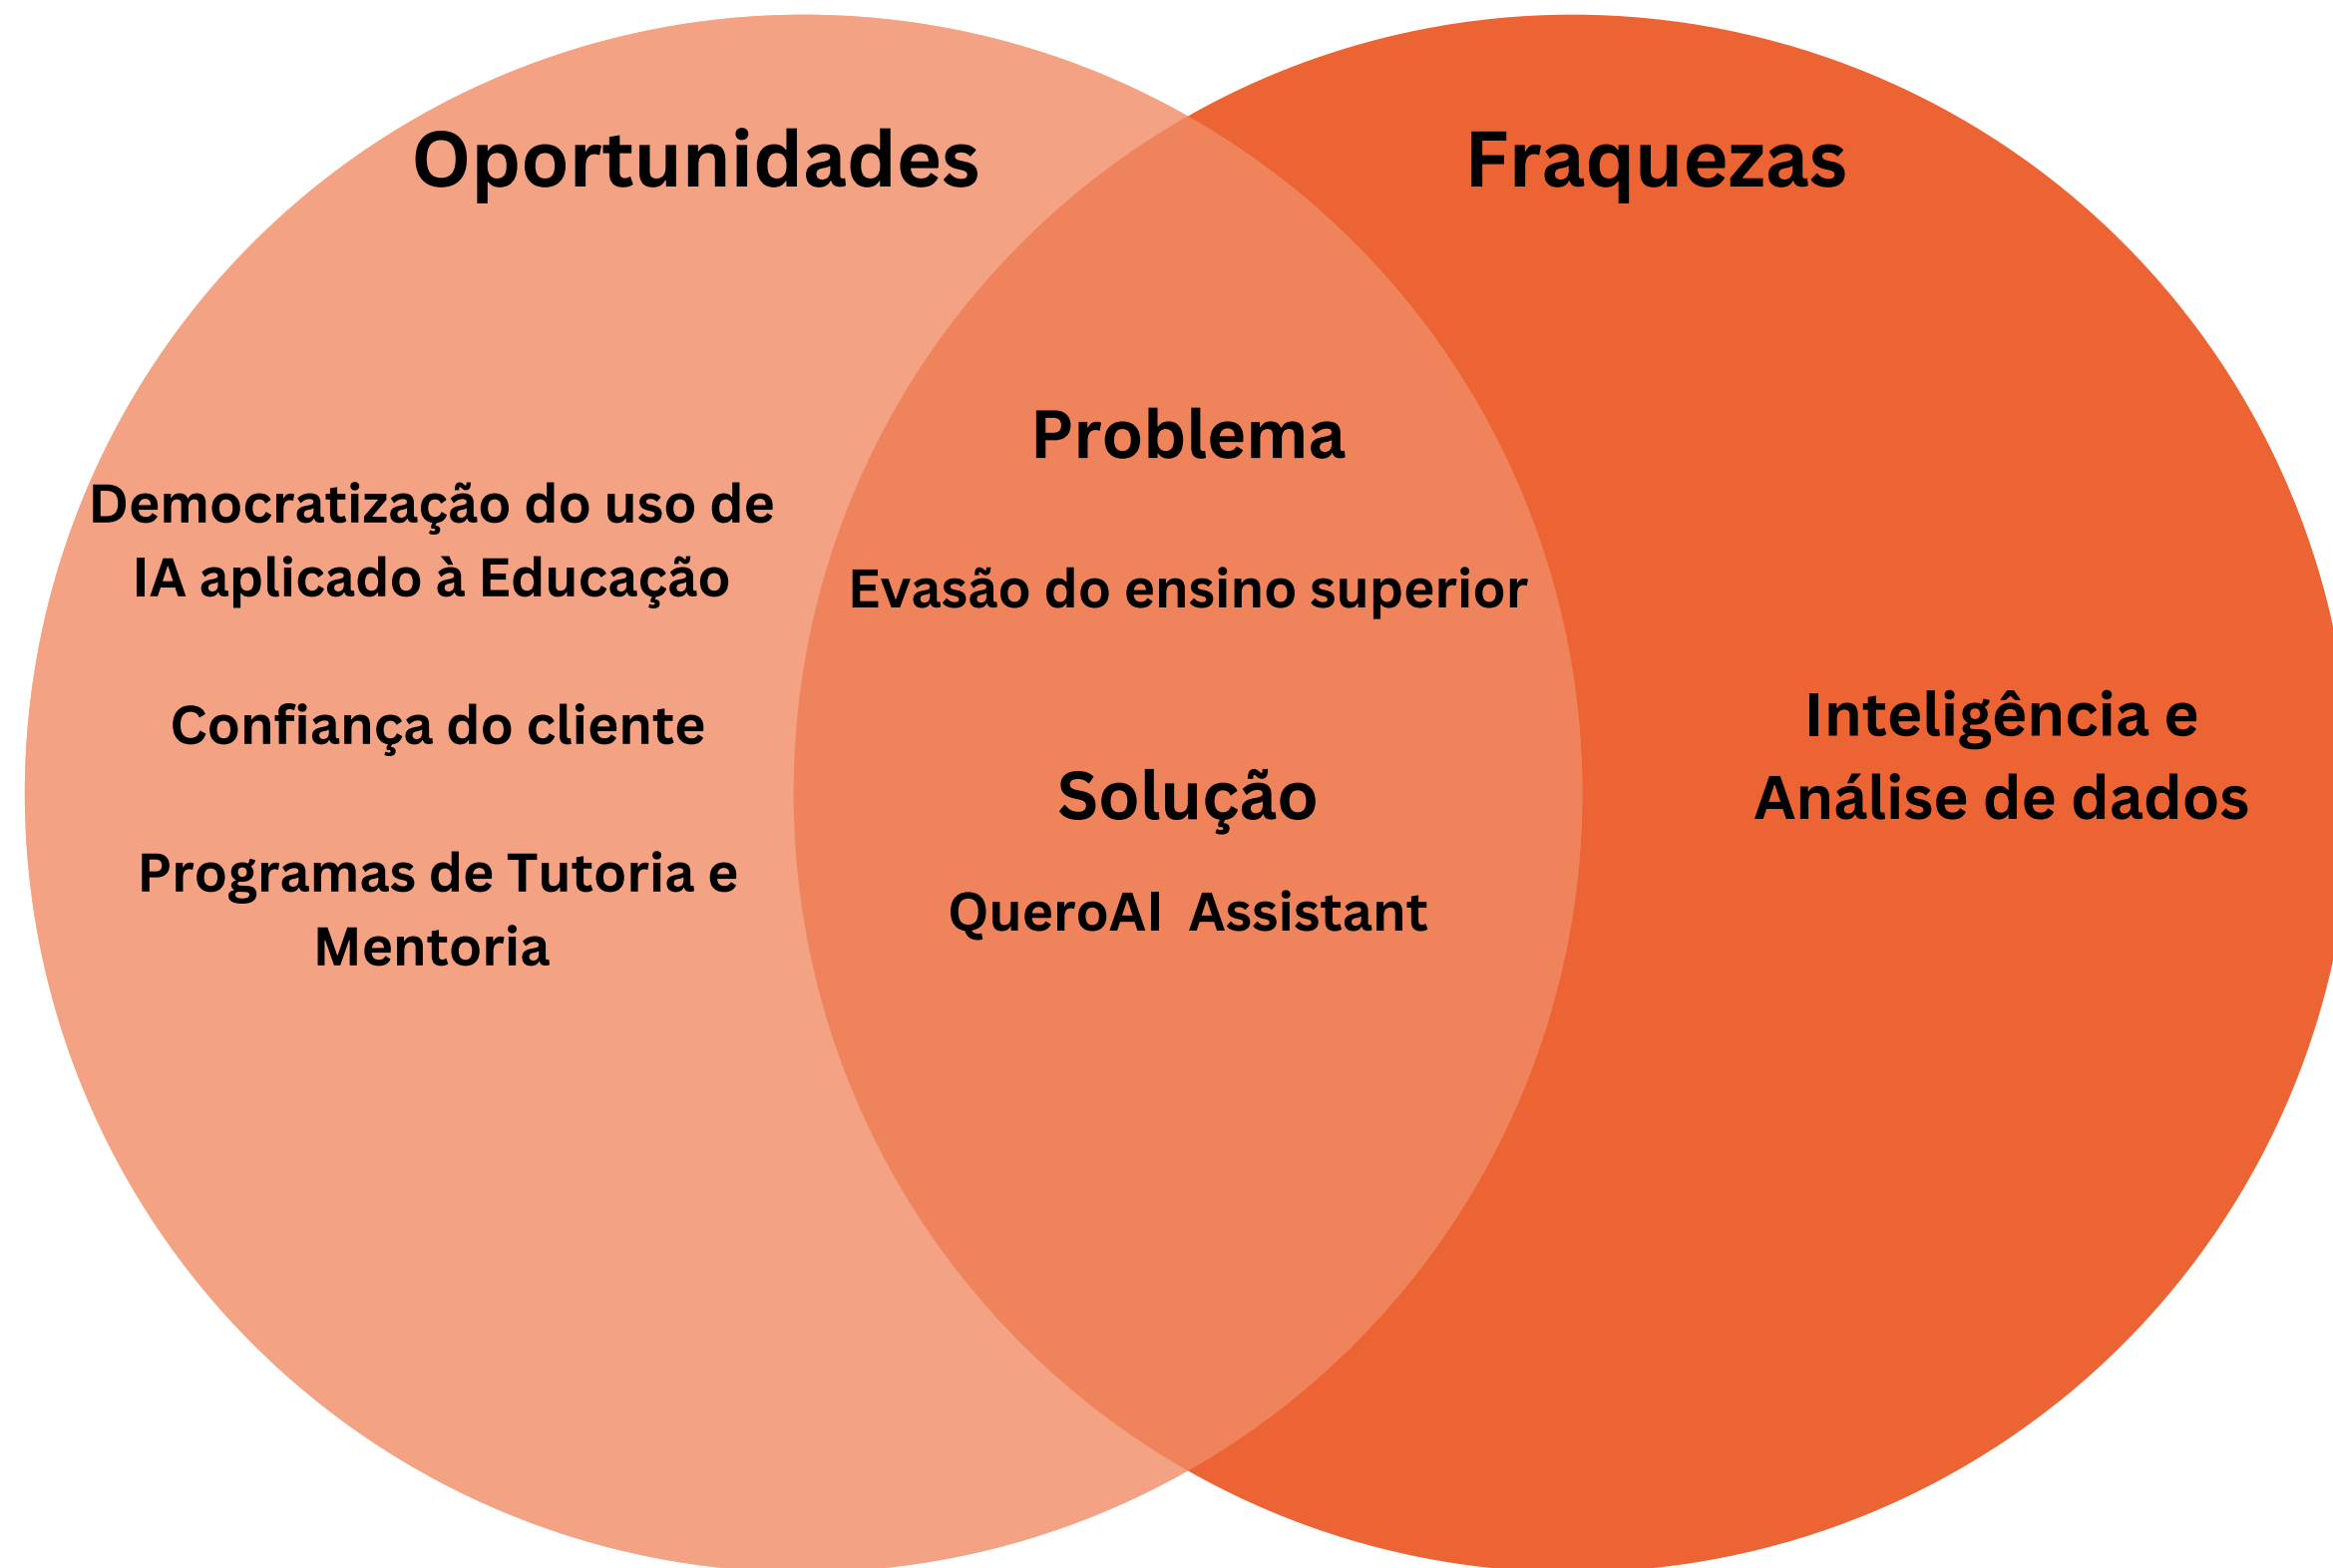 Oportunidades
Fraquezas
Democratização do uso de
IA aplicado à Educação
Confiança do cliente
Programas de Tutoria e
Mentoria
Problema
Evasão do ensino superior
Solução
QueroAI Assistant
Inteligência e
Análise de dados